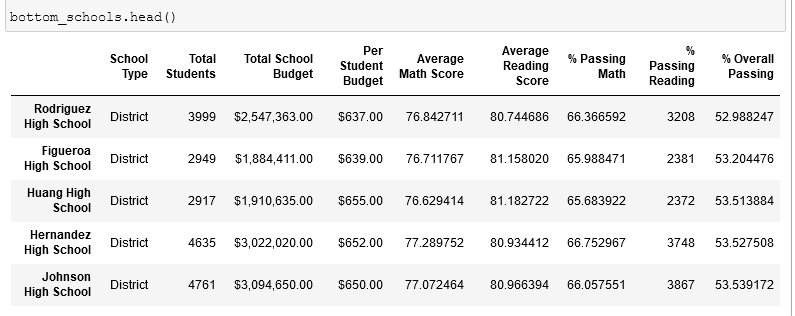 bottom_schools.head()
School Type Total Students Total School Budget Per Student Budget Average Math Score Average Reading Score % Passing Math % Passing Reading % Overall Passing
Rodriguez High School District 3999 $2,547,363.00 $637.00 76.842711 80.744686 66.366592 3208 52.988247
Figueroa High School District 2949 $1,884,411.00 $639.00 76.711767 81.158020 65.988471 2381 53.204476
Huang High School District 2917 $1,910,635.00 $655.00 76.629414 81.182722 65.683922 2372 53.513884
Hernandez High School District 4635 $3,022,020.00 $652.00 77.289752 80.934412 66.752967 3748 53.527508
Johnson High School District 4761 $3,094,650.00 $650.00 77.072464 80.966394 66.057551 3867 53.539172